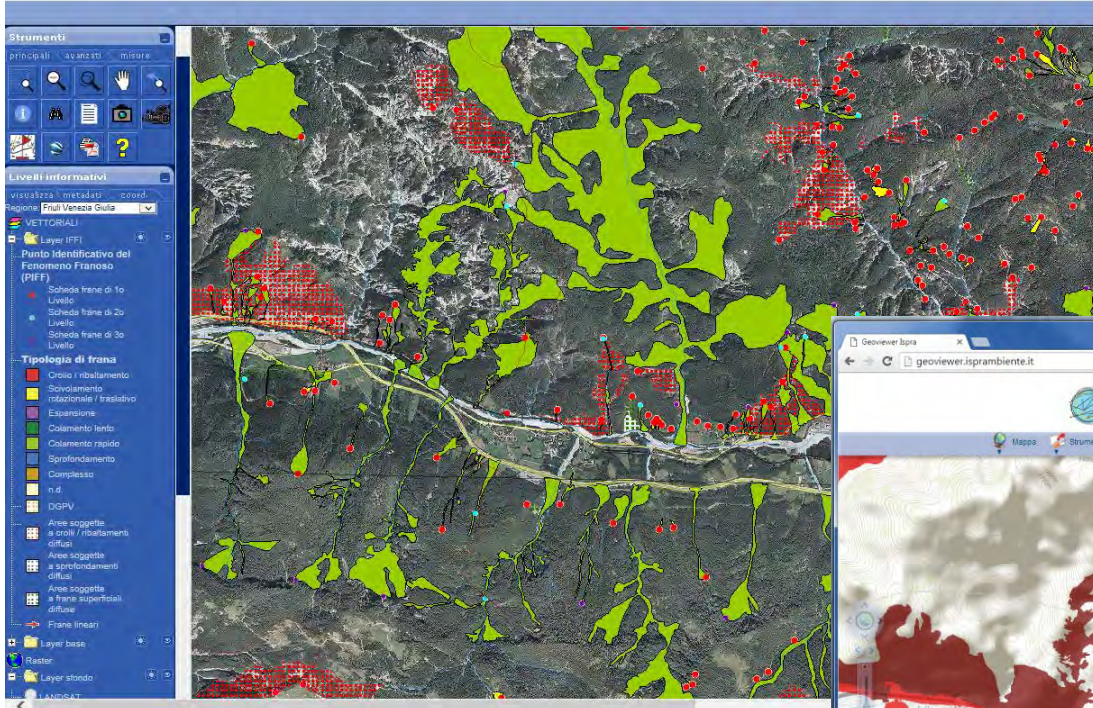 Strumenti
principali avanzati misure
Livelli informativi
visualizza metadati coord.
Regione: Friuli Venezia Giulia
VETTORIALI
Layer IFFI
Punto Identificativo del
Fenomeno Franoso
(PIFF)
Scheda frane di 1o
Livello
Scheda frane di 2o
Livello
Scheda frane di 3o
Livello
Tipologia di frana
Crollo / ribaltamento
Scivolamento
rotazionale / traslativo
Espansione
Colamento lento
Colamento rapido
Sprofondamento
Complesso
n.d.
DGPV
Aree soggette
a crolli / ribaltamenti
diffusi
Aree soggette
a sprofondamenti
diffusi
Aree soggette
a frane superficiali
diffuse
Frane lineari
Layer base
Raster
Layer sfondo
LANDSAT
Geoviewer Ispra
geoviewer.isprambiente.it
Mappa Strume